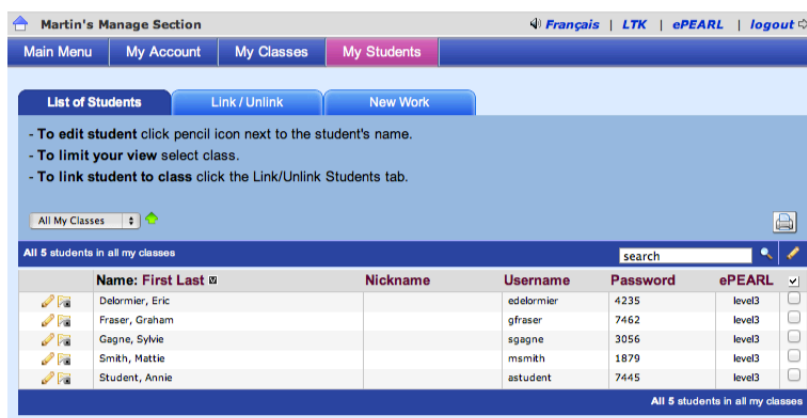 Martin's Manage Section Français | LTK | ePEARL | logout
Main Menu My Account My Classes My Students
List of Students Link / Unlink New Work
- To edit student click pencil icon next to the student's name.
- To limit your view select class.
- To link student to class click the Link/Unlink Students tab.
All My Classes
All 5 students in all my classes search
Name: First Last Nickname Username Password ePEARL
Delormier, Eric edelormier 4235 level3
Fraser, Graham gfraser 7462 level3
Gagne, Sylvie sgagne 3056 level3
Smith, Mattie msmith 1879 level3
Student, Annie astudent 7445 level3
All 5 students in all my classes